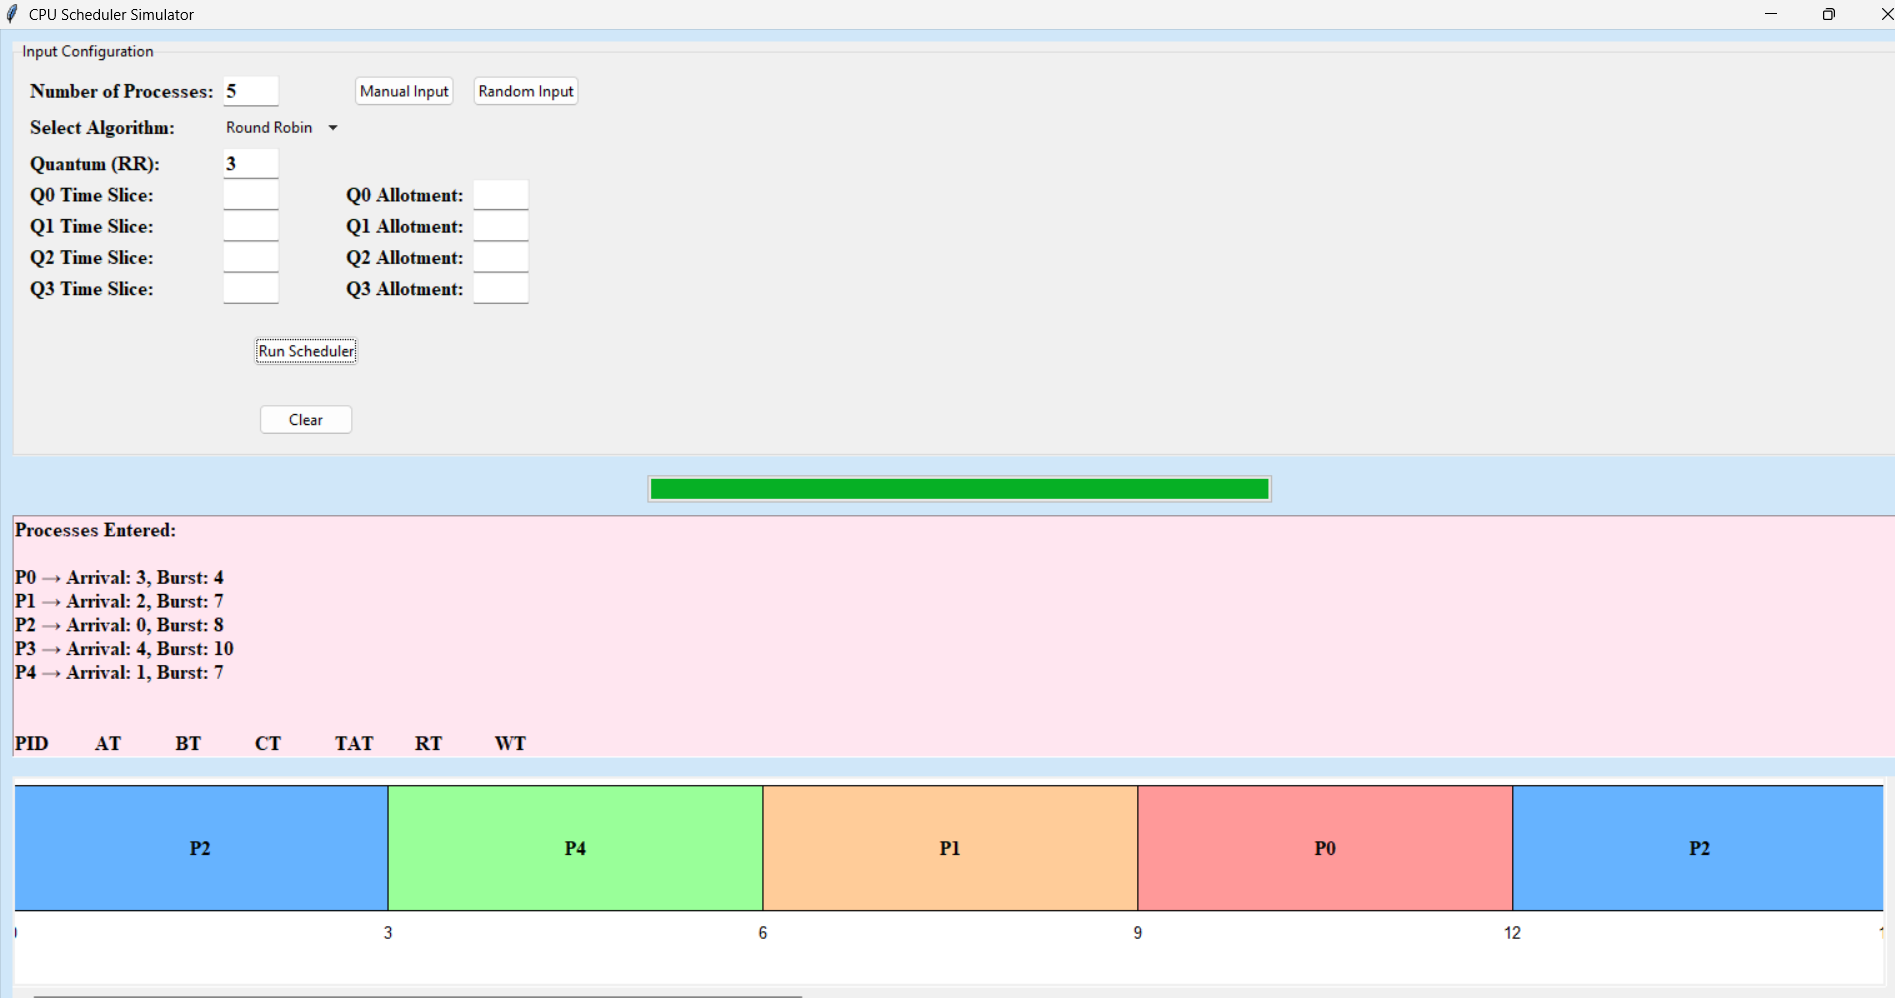 CPU Scheduler Simulator
Input Configuration
Number of Processes: 5 Manual Input Random Input
Select Algorithm: Round Robin
Quantum (RR): 3
Q0 Time Slice: Q0 Allotment:
Q1 Time Slice: Q1 Allotment:
Q2 Time Slice: Q2 Allotment:
Q3 Time Slice: Q3 Allotment:
Run Scheduler
Clear
Processes Entered:
P0 → Arrival: 3, Burst: 4
P1 → Arrival: 2, Burst: 7
P2 → Arrival: 0, Burst: 8
P3 → Arrival: 4, Burst: 10
P4 → Arrival: 1, Burst: 7
PID AT BT CT TAT RT WT
P2 P4 P1 P0 P2
3 6 9 12